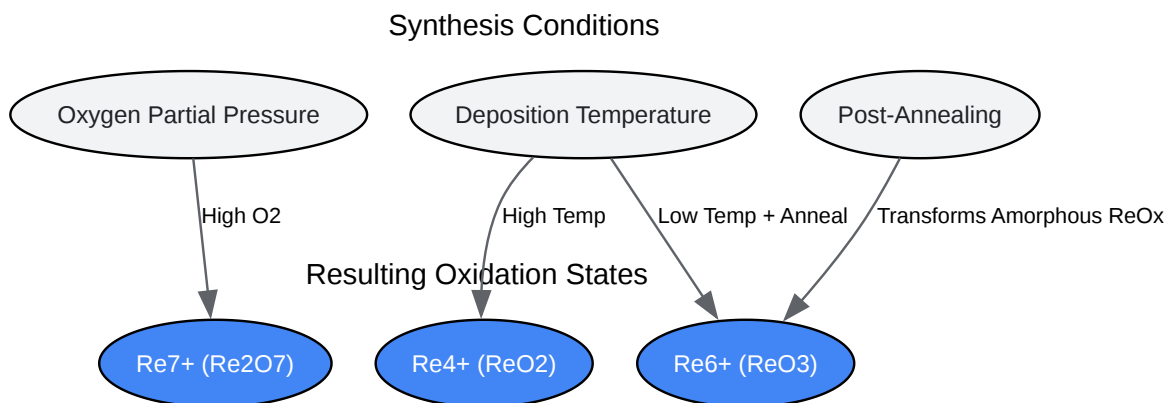 Synthesis Conditions
Oxygen Partial Pressure
Deposition Temperature
Post-Annealing
High O2
High Temp
Low Temp + Anneal
Transforms Amorphous ReOx
Resulting Oxidation States
Re7+ (Re2O7)
Re4+ (ReO2)
Re6+ (ReO3)